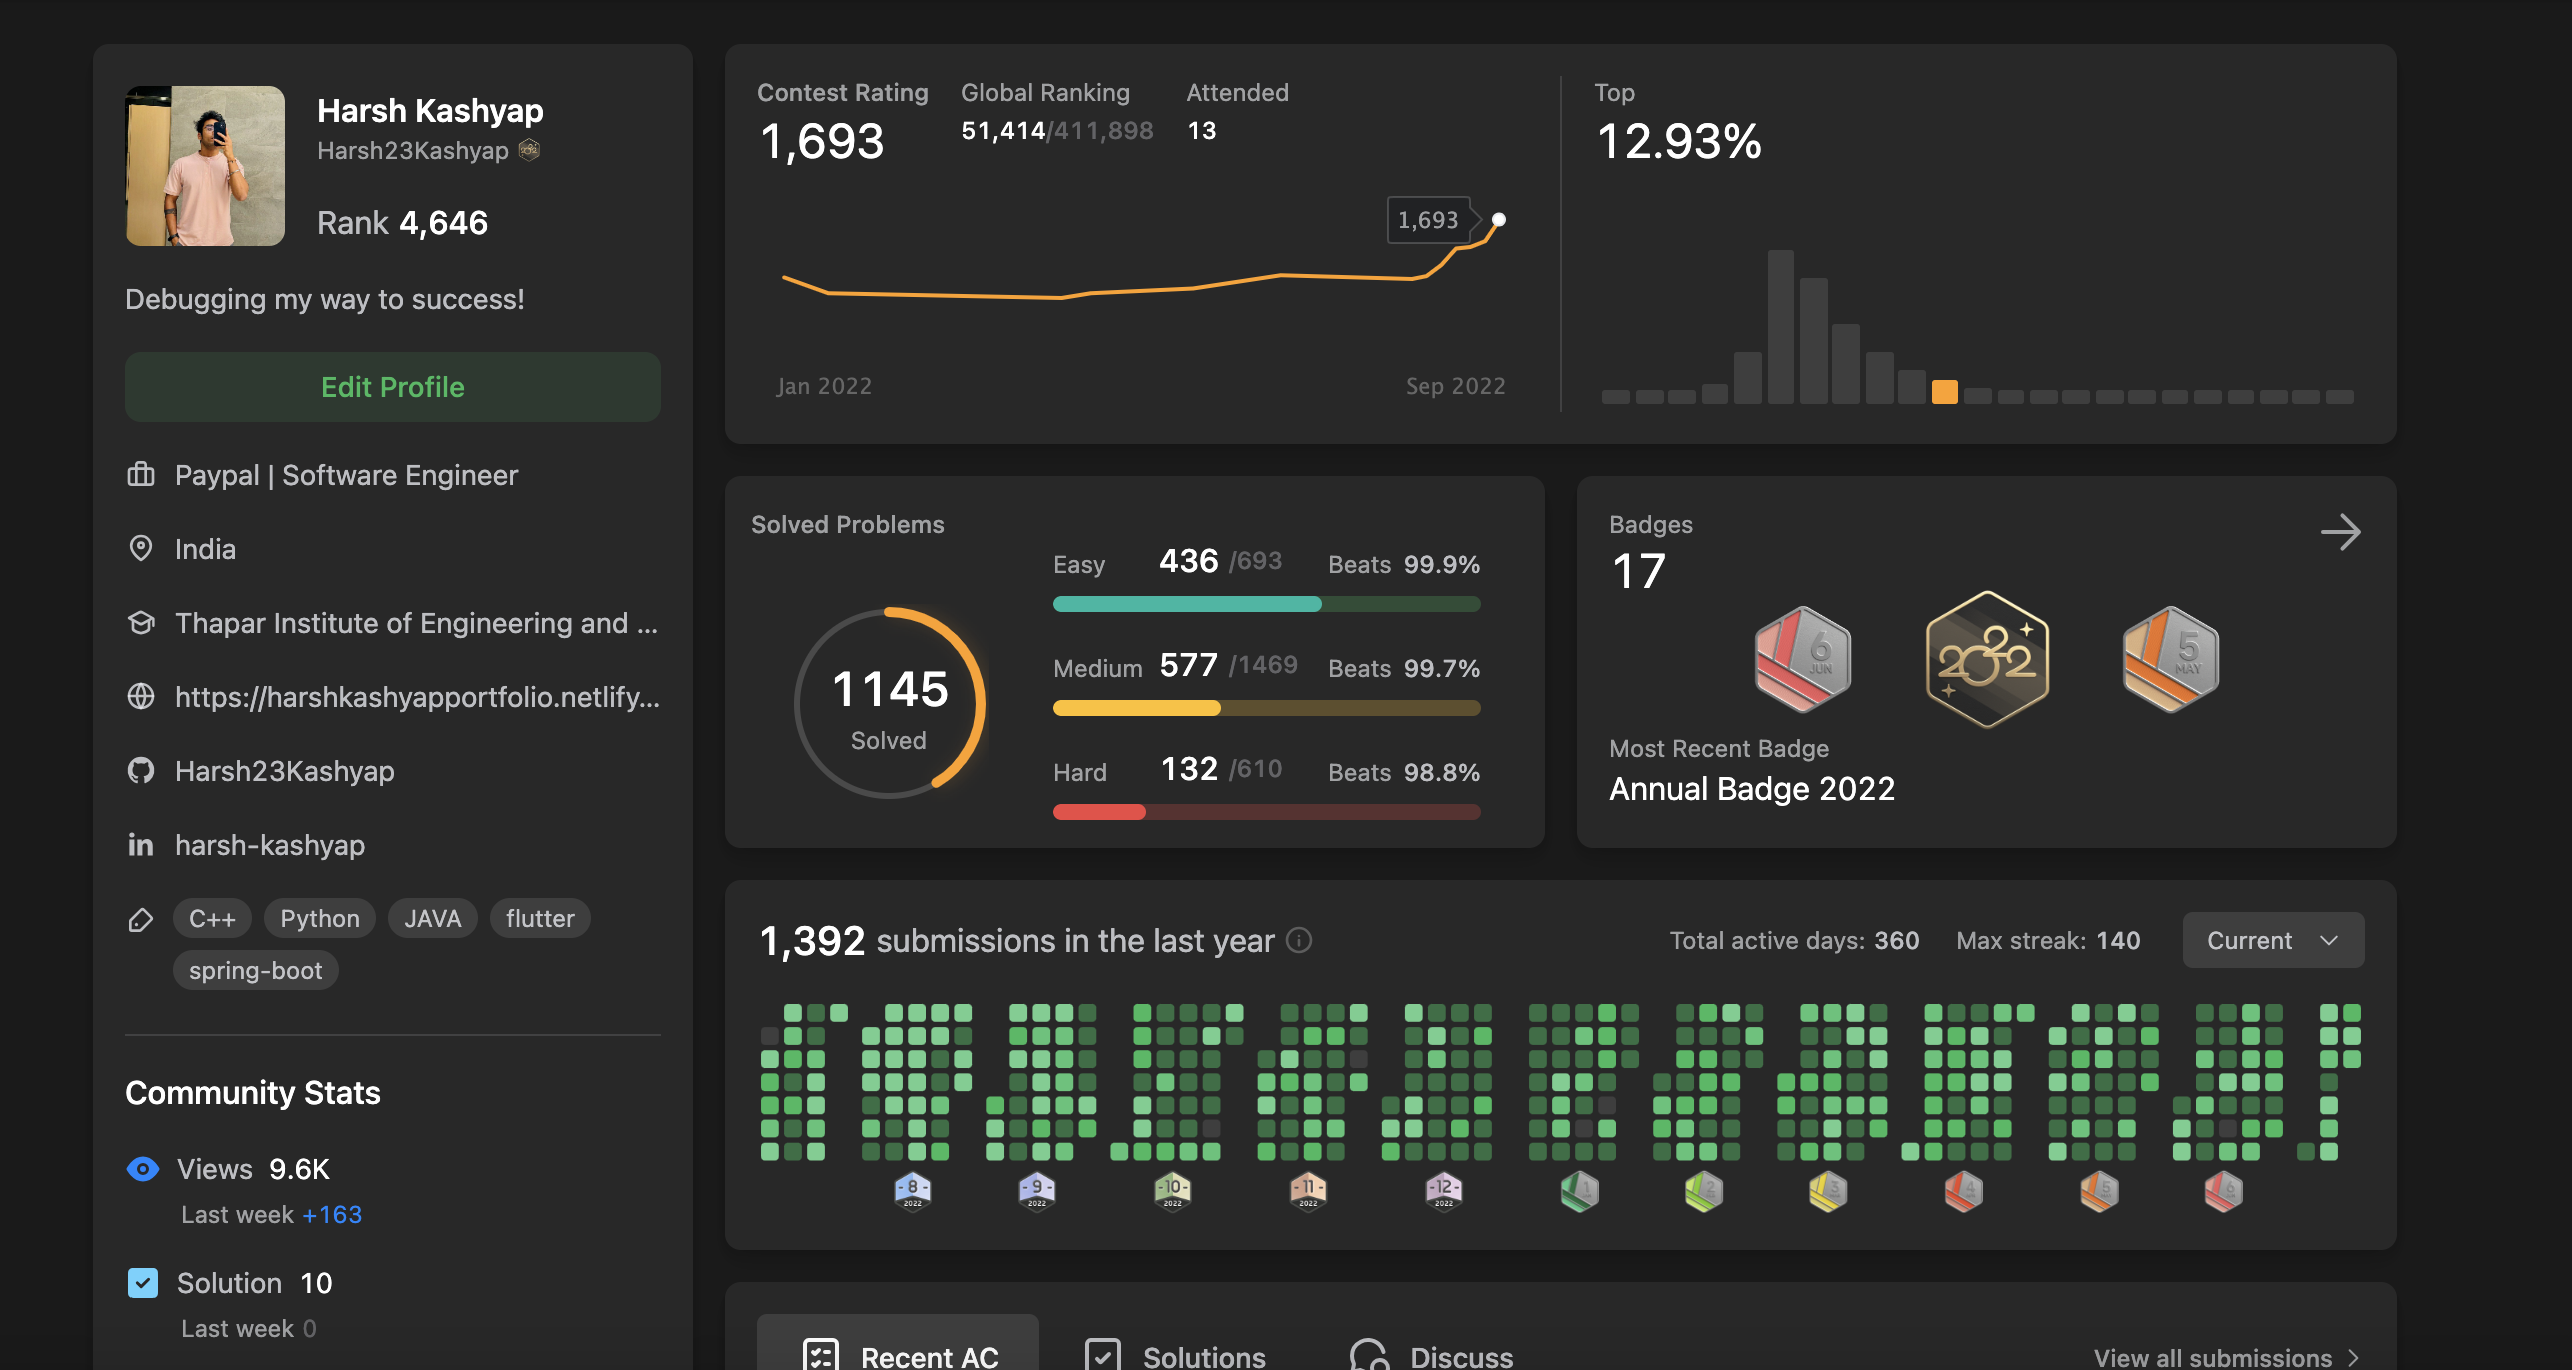 Harsh Kashyap
Harsh23Kashyap
Rank 4,646
Debugging my way to success!
Edit Profile
Paypal | Software Engineer
India
Thapar Institute of Engineering and ...
https://harshkashyapportfolio.netlify...
Harsh23Kashyap
harsh-kashyap
C++ Python JAVA flutter
spring-boot
Community Stats
Views 9.6K
Last week +163
Solution 10
Last week 0
Contest Rating Global Ranking Attended
1,693 51,414/411,898 13
1,693
Jan 2022 Sep 2022
Top
12.93%
Solved Problems
1145
Solved
Easy 436 /693 Beats 99.9%
Medium 577 /1469 Beats 99.7%
Hard 132 /610 Beats 98.8%
Badges
17
6 JUN
2022
5 MAY
Most Recent Badge
Annual Badge 2022
1,392 submissions in the last year
Total active days: 360 Max streak: 140 Current
-8- 2022
-9- 2022
-10- 2022
-11- 2022
-12- 2022
1
2
3
4
5
6
Recent AC Solutions Discuss View all submissions